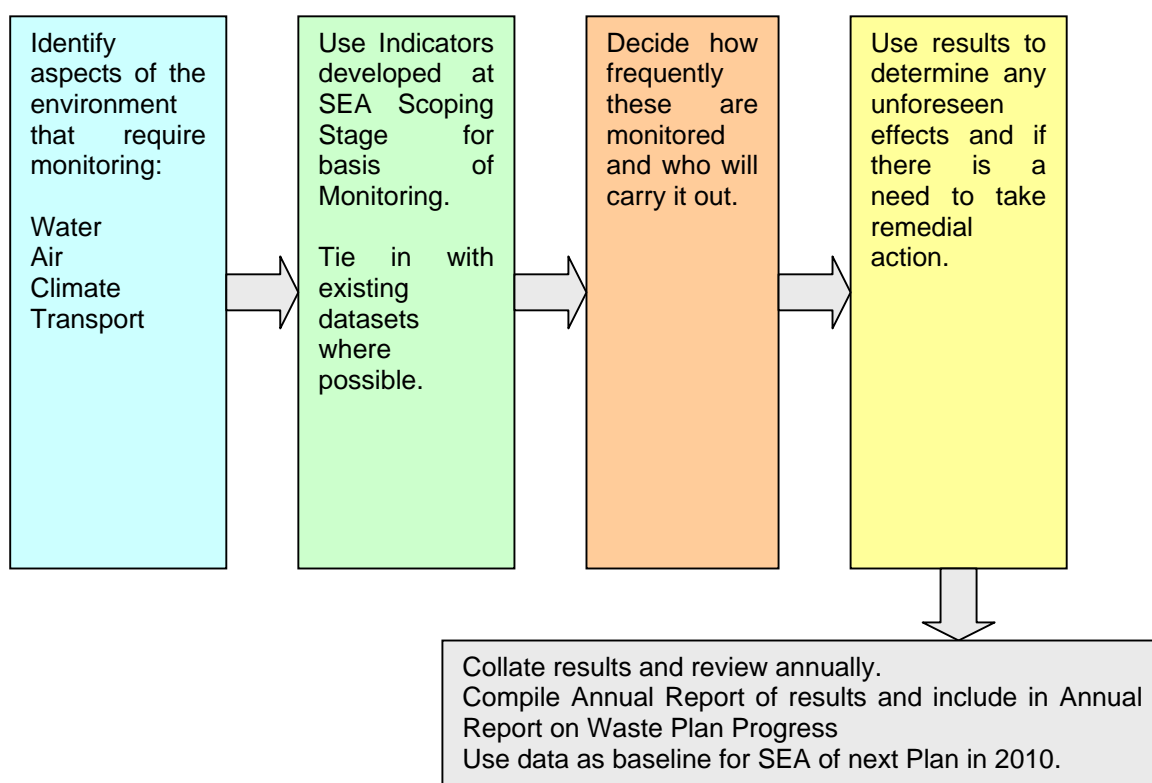 Identify
aspects of the
environment
that require
monitoring:
Water
Air
Climate
Transport
Use Indicators
developed at
SEA Scoping
Stage for
basis of
Monitoring.
Tie in with
existing
datasets
where
possible.
Decide how
frequently
these are
monitored
and who will
carry it out.
Use results to
determine any
unforeseen
effects and if
there is a
need to take
remedial
action.
Collate results and review annually.
Compile Annual Report of results and include in Annual
Report on Waste Plan Progress
Use data as baseline for SEA of next Plan in 2010.